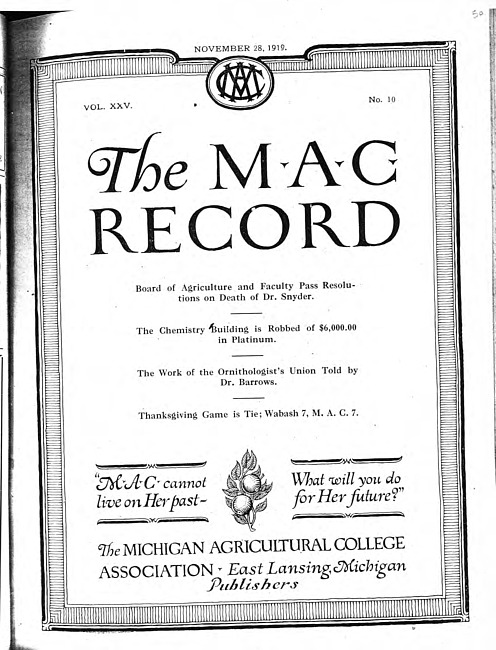 50
NOVEMBER 28, 1919.
MAC
VOL. XXV.
No. 10
The M·A·C
RECORD
Board of Agriculture and Faculty Pass Resolu-
tions on Death of Dr. Snyder.
The Chemistry Building is Robbed of $6,000.00
in Platinum.
The Work of the Ornithologist's Union Told by
Dr. Barrows.
Thanksgiving Game is Tie; Wabash 7, M. A. C. 7.
"M·A·C· cannot
live on Her past~
What will you do
for Her future?"
The MICHIGAN AGRICULTURAL COLLEGE
ASSOCIATION · East Lansing, Michigan
Publishers